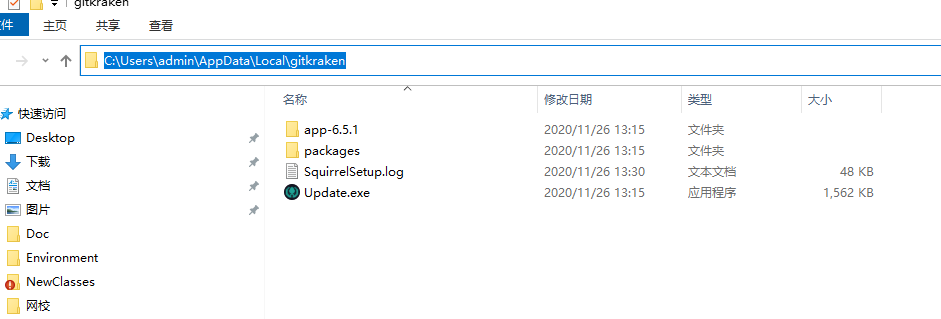 gitkraken
文件 主页 共享 查看
C:\Users\admin\AppData\Local\gitkraken
名称 修改日期 类型 大小
快速访问
app-6.5.1 2020/11/26 13:15 文件夹
Desktop
packages 2020/11/26 13:15 文件夹
下载
SquirrelSetup.log 2020/11/26 13:30 文本文档 48 KB
文档
Update.exe 2020/11/26 13:15 应用程序 1,562 KB
图片
Doc
Environment
NewClasses
网校